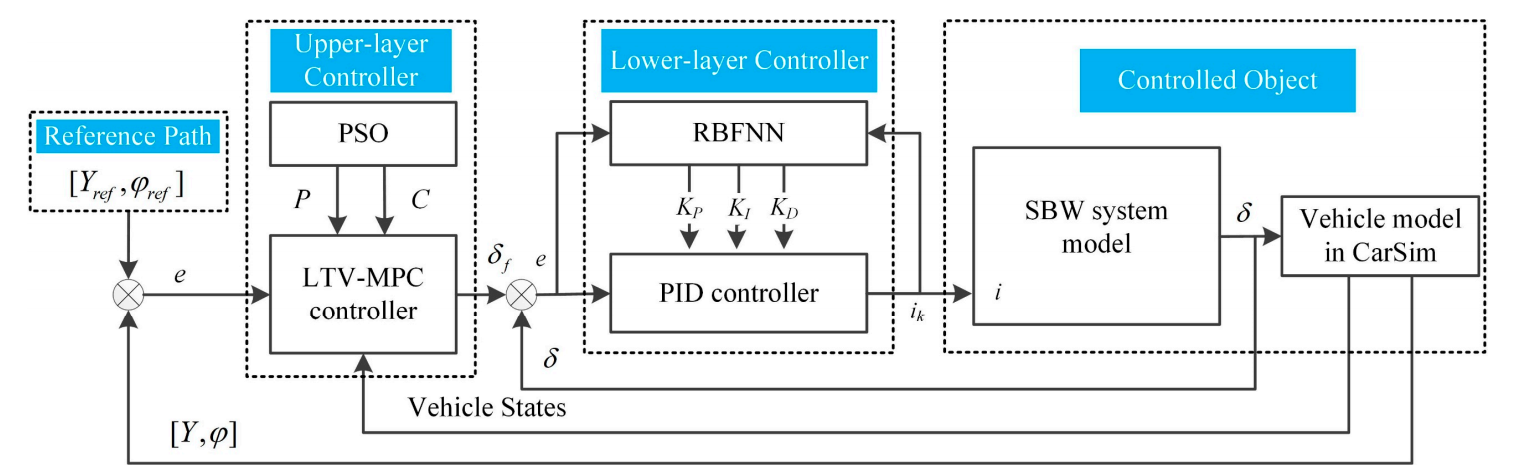 Upper-layer
Controller
Lower-layer Controller
Controlled Object
Reference Path
[Y_ref, φ_ref]
PSO
P
C
LTV-MPC
controller
e
δ_f
e
δ
RBFNN
K_P
K_I
K_D
PID controller
i_k
i
SBW system
model
δ
Vehicle model
in CarSim
Vehicle States
[Y, φ]